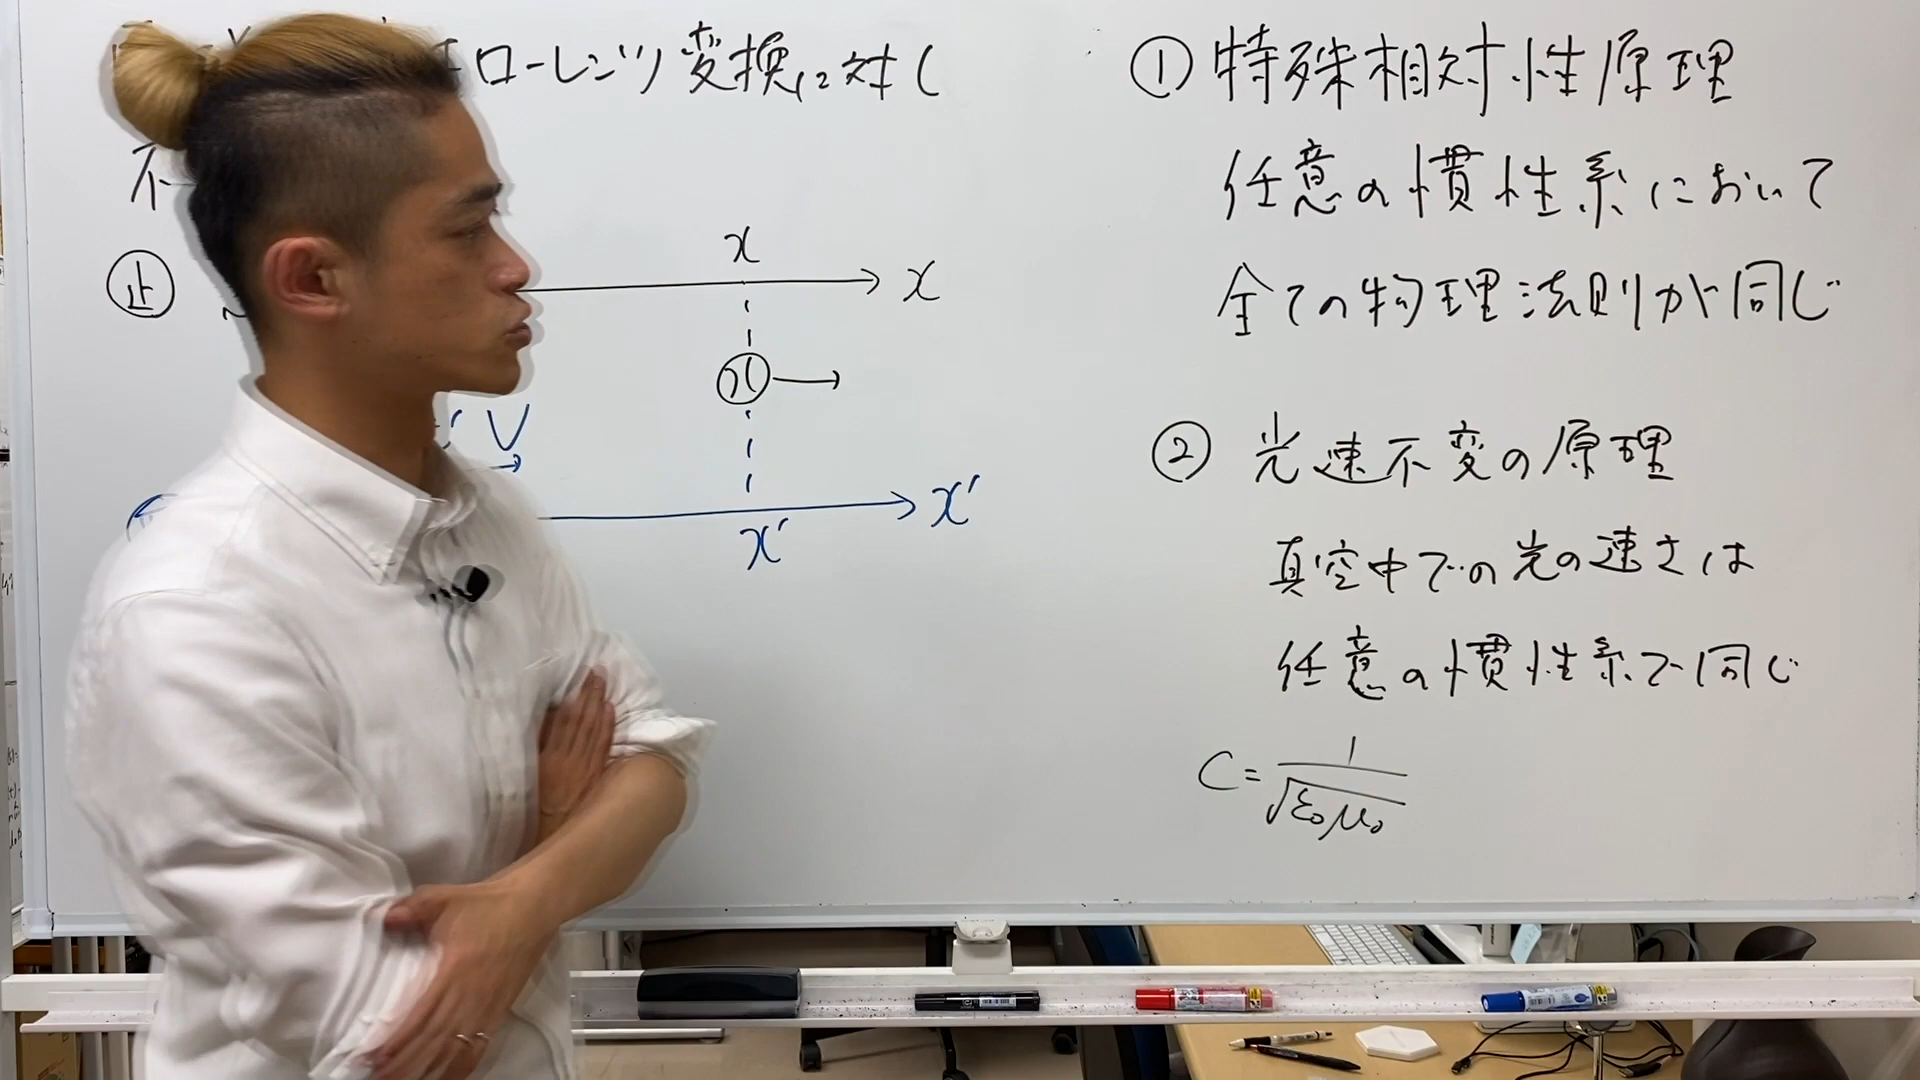 ローレンツ変換に対し
不
止
x
x
x
V
x'
x'
① 特殊相対性原理
任意の慣性系において
全ての物理法則が同じ
② 光速不変の原理
真空中での光の速さは
任意の慣性系で同じ
C = 1/√ε₀μ₀